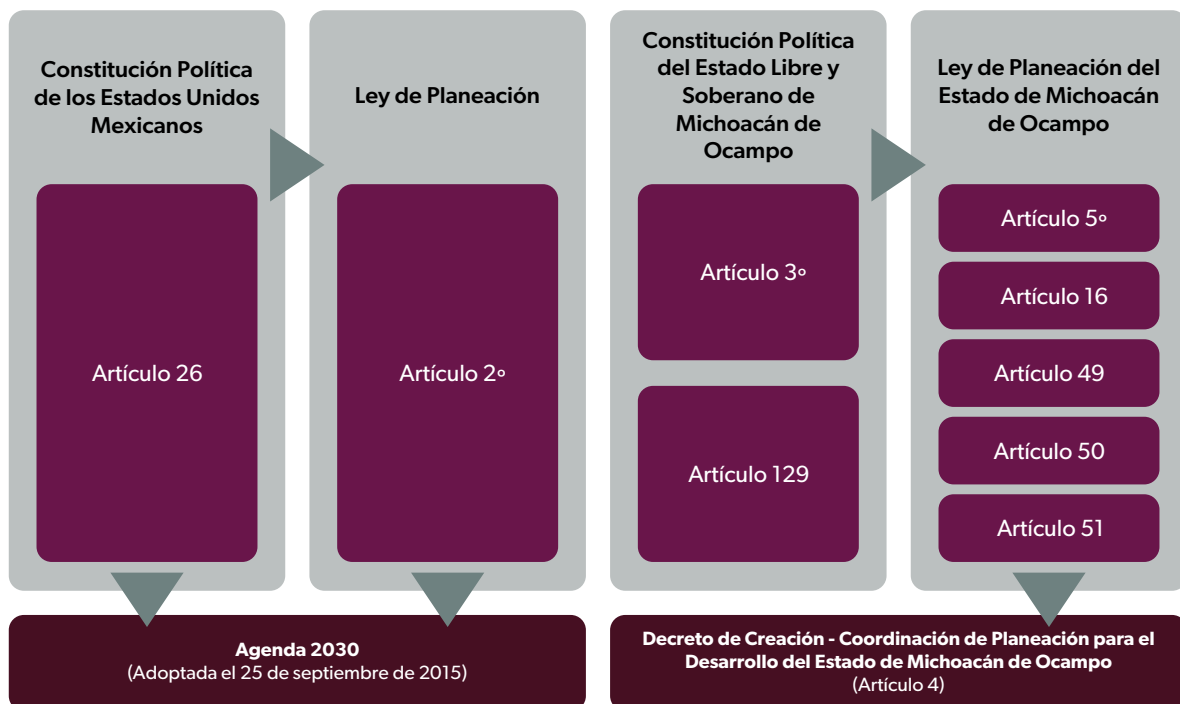 Constitución Política
de los Estados Unidos
Mexicanos
Artículo 26
Ley de Planeación
Artículo 2º
Agenda 2030
(Adoptada el 25 de septiembre de 2015)
Constitución Política
del Estado Libre y
Soberano de
Michoacán de
Ocampo
Artículo 3º
Artículo 129
Ley de Planeación del
Estado de Michoacán
de Ocampo
Artículo 5º
Artículo 16
Artículo 49
Artículo 50
Artículo 51
Decreto de Creación - Coordinación de Planeación para el
Desarrollo del Estado de Michoacán de Ocampo
(Artículo 4)